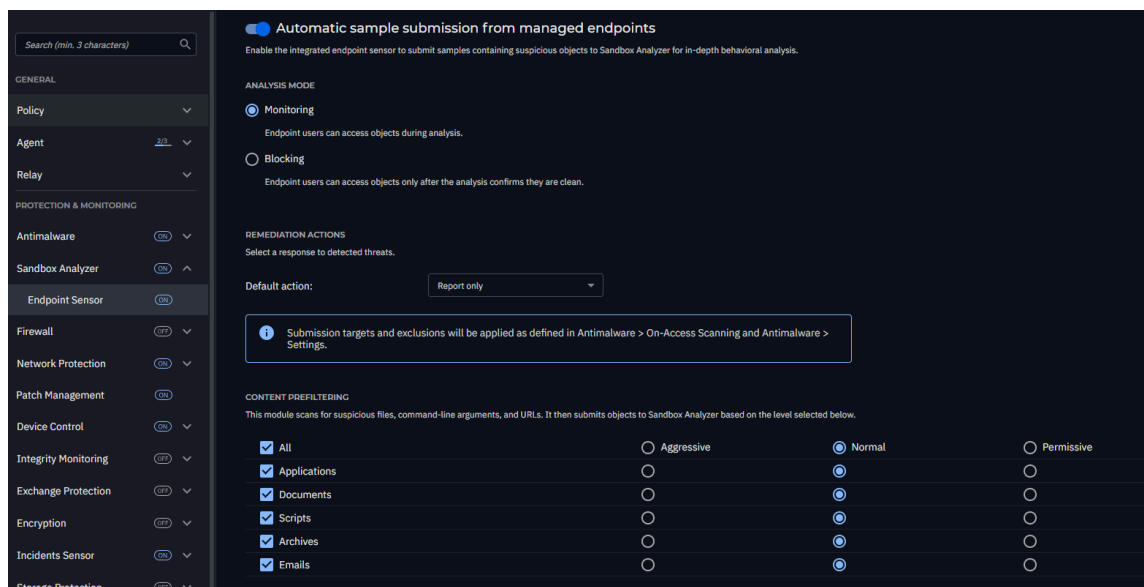 Search (min. 3 characters)
GENERAL
Policy
Agent 2/3
Relay
PROTECTION & MONITORING
Antimalware ON
Sandbox Analyzer ON
Endpoint Sensor ON
Firewall OFF
Network Protection ON
Patch Management ON
Device Control ON
Integrity Monitoring OFF
Exchange Protection OFF
Encryption OFF
Incidents Sensor ON
Storage Protection OFF
Automatic sample submission from managed endpoints
Enable the integrated endpoint sensor to submit samples containing suspicious objects to Sandbox Analyzer for in-depth behavioral analysis.
ANALYSIS MODE
Monitoring
Endpoint users can access objects during analysis.
Blocking
Endpoint users can access objects only after the analysis confirms they are clean.
REMEDIATION ACTIONS
Select a response to detected threats.
Default action: Report only
Submission targets and exclusions will be applied as defined in Antimalware > On-Access Scanning and Antimalware >
Settings.
CONTENT PREFILTERING
This module scans for suspicious files, command-line arguments, and URLs. It then submits objects to Sandbox Analyzer based on the level selected below.
All Aggressive Normal Permissive
Applications
Documents
Scripts
Archives
Emails